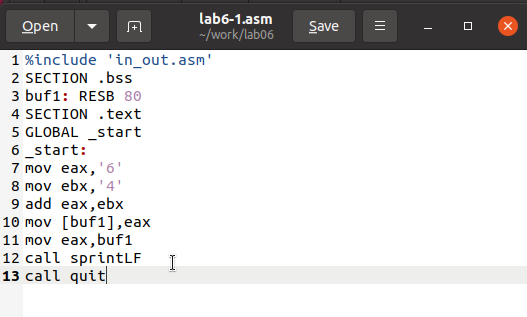 Open lab6-1.asm Save
~/work/lab06
1 %include 'in_out.asm'
2 SECTION .bss
3 buf1: RESB 80
4 SECTION .text
5 GLOBAL _start
6 _start:
7 mov eax,'6'
8 mov ebx,'4'
9 add eax,ebx
10 mov [buf1],eax
11 mov eax,buf1
12 call sprintLF
13 call quit